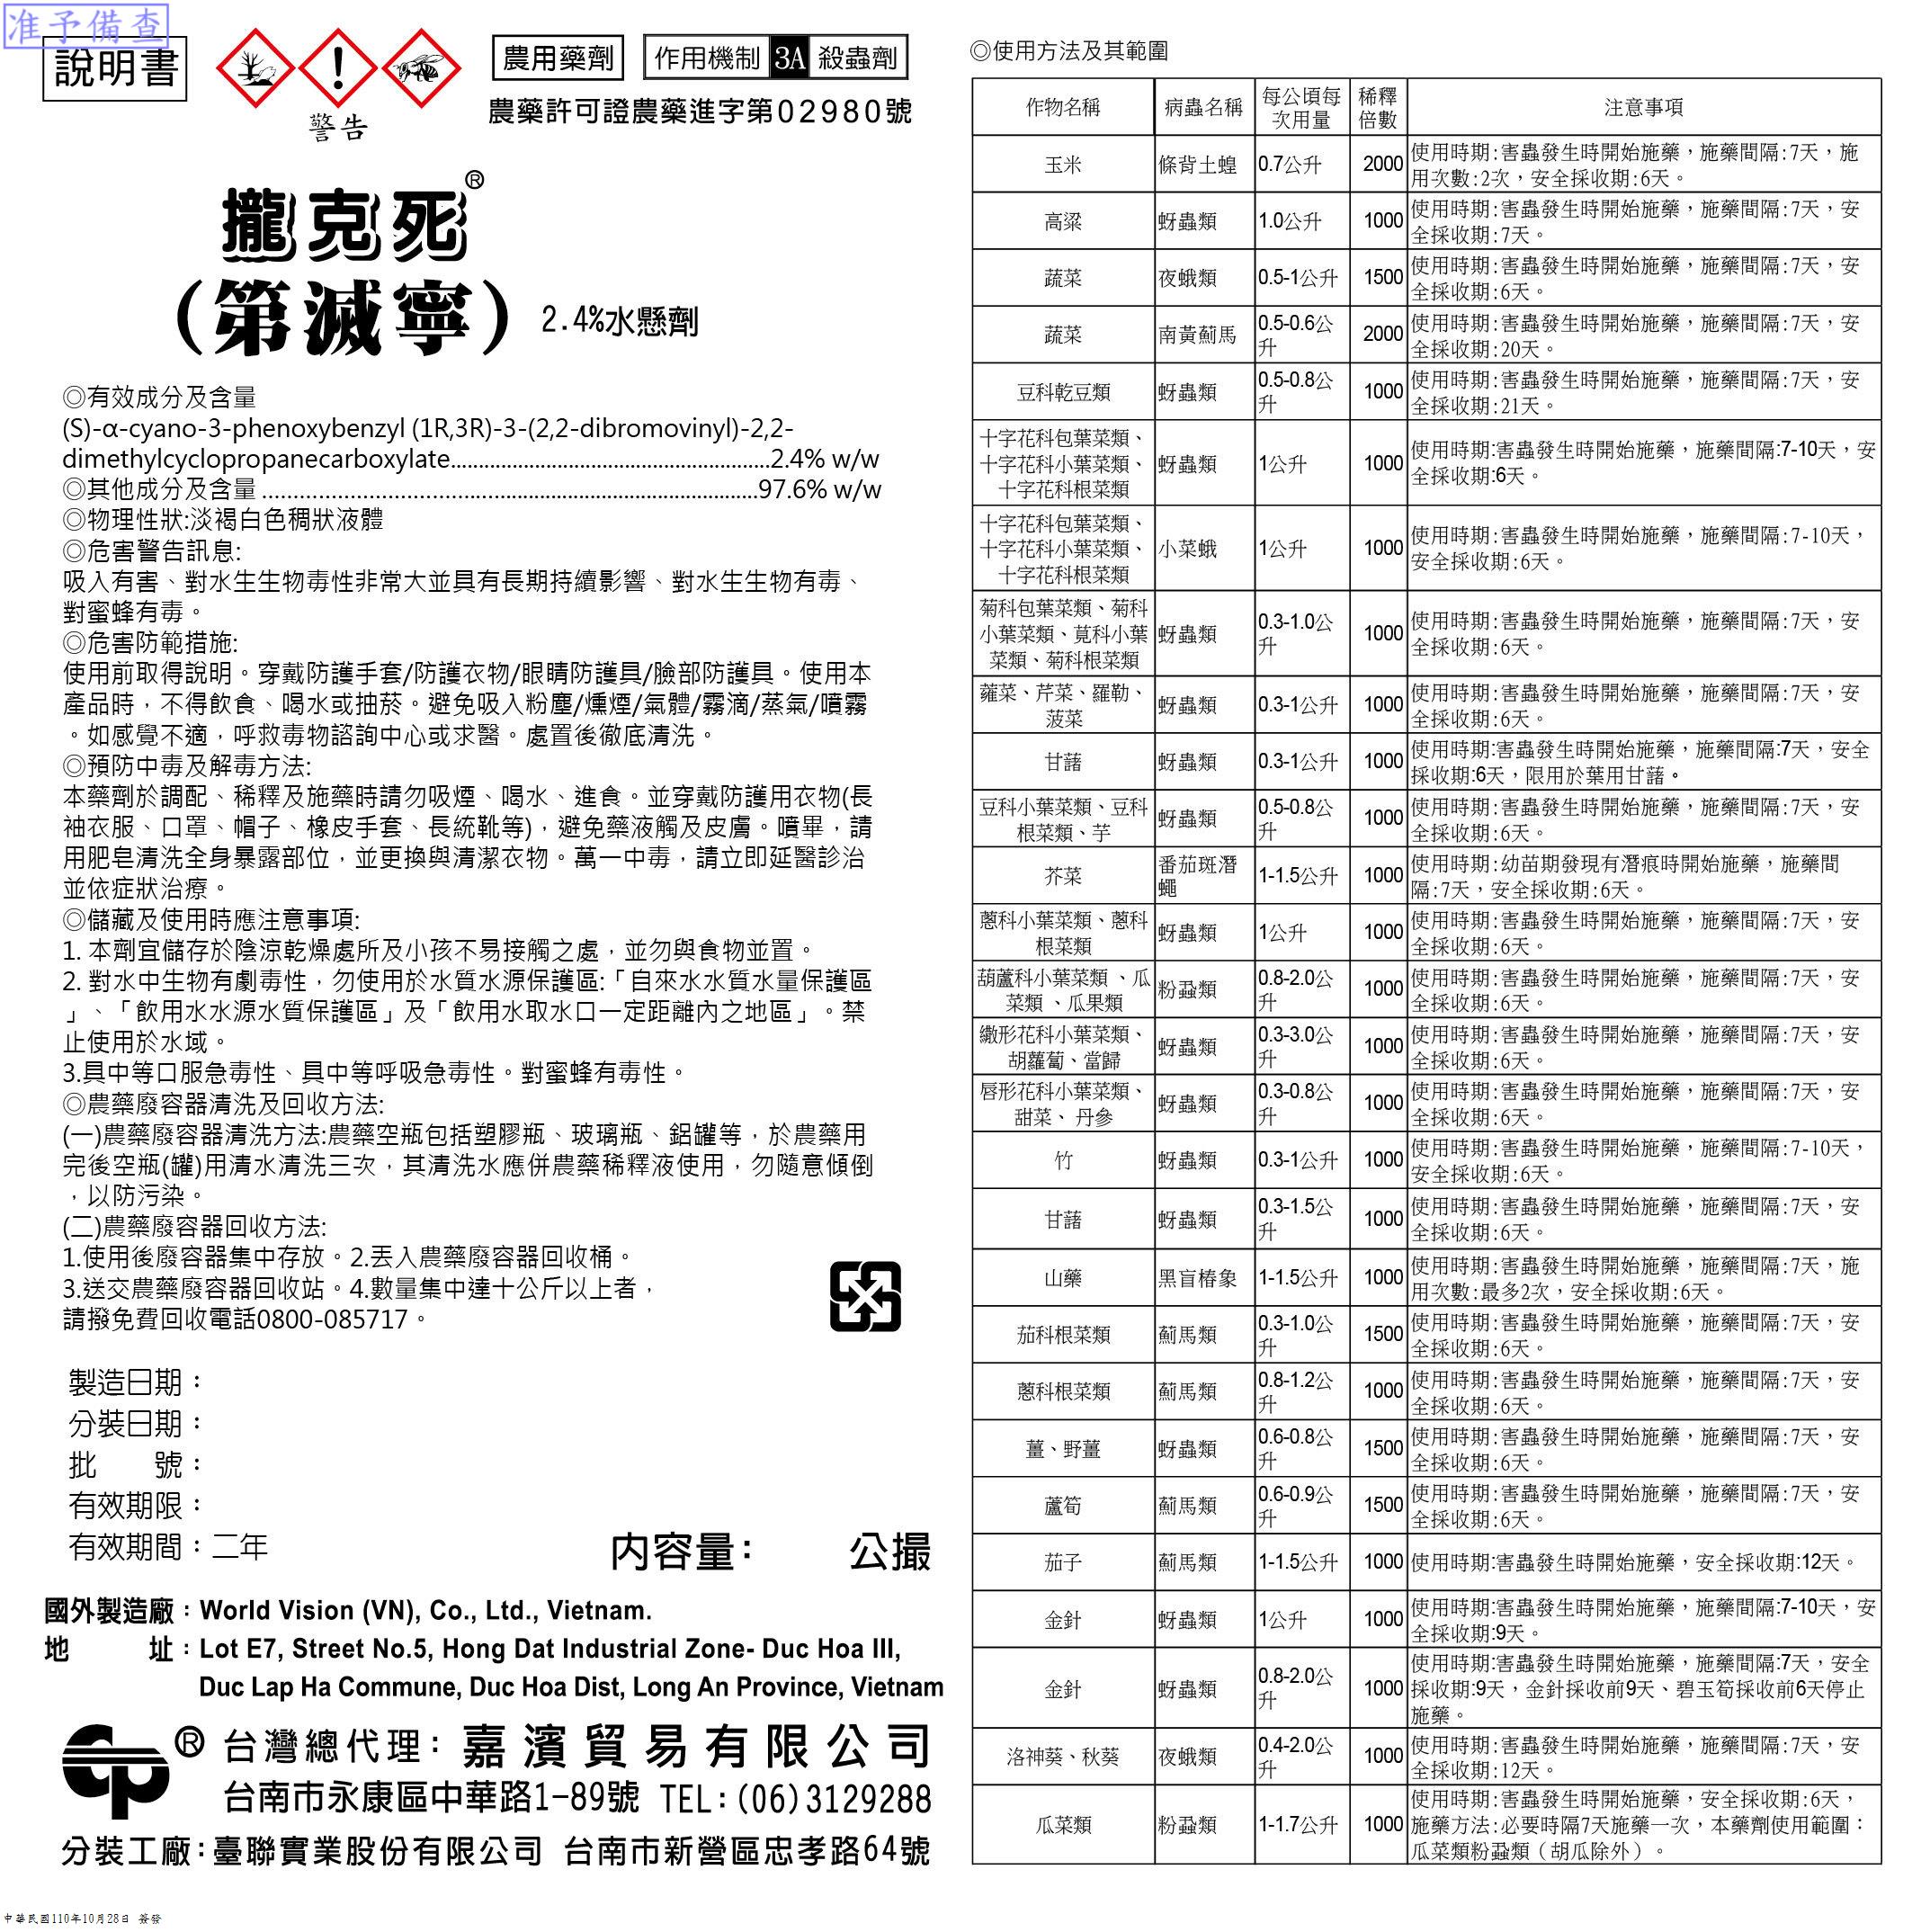 准予備查
說明書
警告
農用藥劑
作用機制 3A 殺蟲劑
農藥許可證農藥進字第02980號
攏克死®
(第滅寧) 2.4%水懸劑
◎有效成分及含量
(S)-α-cyano-3-phenoxybenzyl (1R,3R)-3-(2,2-dibromovinyl)-2,2-
dimethylcyclopropanecarboxylate.........................................................2.4% w/w
◎其他成分及含量 ...............................................................................97.6% w/w
◎物理性狀:淡褐白色稠狀液體
◎危害警告訊息:
吸入有害、對水生生物毒性非常大並具有長期持續影響、對水生生物有毒、
對蜜蜂有毒。
◎危害防範措施:
使用前取得說明。穿戴防護手套/防護衣物/眼睛防護具/臉部防護具。使用本
產品時，不得飲食、喝水或抽菸。避免吸入粉塵/燻煙/氣體/霧滴/蒸氣/噴霧
。如感覺不適，呼救毒物諮詢中心或求醫。處置後徹底清洗。
◎預防中毒及解毒方法:
本藥劑於調配、稀釋及施藥時請勿吸煙、喝水、進食。並穿戴防護用衣物(長
袖衣服、口罩、帽子、橡皮手套、長統靴等)，避免藥液觸及皮膚。噴畢，請
用肥皂清洗全身暴露部位，並更換與清潔衣物。萬一中毒，請立即延醫診治
並依症狀治療。
◎儲藏及使用時應注意事項:
1. 本劑宜儲存於陰涼乾燥處所及小孩不易接觸之處，並勿與食物並置。
2. 對水中生物有劇毒性，勿使用於水質水源保護區:「自來水水質水量保護區
」、「飲用水水源水質保護區」及「飲用水取水口一定距離內之地區」。禁
止使用於水域。
3.具中等口服急毒性、具中等呼吸急毒性。對蜜蜂有毒性。
◎農藥廢容器清洗及回收方法:
(一)農藥廢容器清洗方法:農藥空瓶包括塑膠瓶、玻璃瓶、鋁罐等，於農藥用
完後空瓶(罐)用清水清洗三次，其清洗水應併農藥稀釋液使用，勿隨意傾倒
，以防污染。
(二)農藥廢容器回收方法:
1.使用後廢容器集中存放。2.丟入農藥廢容器回收桶。
3.送交農藥廢容器回收站。4.數量集中達十公斤以上者，
請撥免費回收電話0800-085717。
製造日期：
分裝日期：
批　　號：
有效期限：
有效期間：二年
內容量：　　公撮
國外製造廠：World Vision (VN), Co., Ltd., Vietnam.
地　　址：Lot E7, Street No.5, Hong Dat Industrial Zone- Duc Hoa III,
Duc Lap Ha Commune, Duc Hoa Dist, Long An Province, Vietnam
® 台灣總代理：嘉濱貿易有限公司
台南市永康區中華路1-89號 TEL:(06)3129288
分裝工廠：臺聯實業股份有限公司 台南市新營區忠孝路64號
中華民國110年10月28日 簽發
◎使用方法及其範圍
作物名稱 病蟲名稱 每公頃每次用量 稀釋倍數 注意事項
玉米 條背土蝗 0.7公升 2000 使用時期:害蟲發生時開始施藥，施藥間隔:7天，施
用次數:2次，安全採收期:6天。
高粱 蚜蟲類 1.0公升 1000 使用時期:害蟲發生時開始施藥，施藥間隔:7天，安
全採收期:7天。
蔬菜 夜蛾類 0.5-1公升 1500 使用時期:害蟲發生時開始施藥，施藥間隔:7天，安
全採收期:6天。
蔬菜 南黃薊馬 0.5-0.6公升 2000 使用時期:害蟲發生時開始施藥，施藥間隔:7天，安
全採收期:20天。
豆科乾豆類 蚜蟲類 0.5-0.8公升 1000 使用時期:害蟲發生時開始施藥，施藥間隔:7天，安
全採收期:21天。
十字花科包葉菜類、
十字花科小葉菜類、
十字花科根菜類 蚜蟲類 1公升 1000 使用時期:害蟲發生時開始施藥，施藥間隔:7-10天，安
全採收期:6天。
十字花科包葉菜類、
十字花科小葉菜類、
十字花科根菜類 小菜蛾 1公升 1000 使用時期:害蟲發生時開始施藥，施藥間隔:7-10天，
安全採收期:6天。
菊科包葉菜類、菊科
小葉菜類、莧科小葉
菜類、菊科根菜類 蚜蟲類 0.3-1.0公升 1000 使用時期:害蟲發生時開始施藥，施藥間隔:7天，安
全採收期:6天。
蕹菜、芹菜、羅勒、
菠菜 蚜蟲類 0.3-1公升 1000 使用時期:害蟲發生時開始施藥，施藥間隔:7天，安
全採收期:6天。
甘藷 蚜蟲類 0.3-1公升 1000 使用時期:害蟲發生時開始施藥，施藥間隔:7天，安全
採收期:6天，限用於葉用甘藷。
豆科小葉菜類、豆科
根菜類、芋 蚜蟲類 0.5-0.8公升 1000 使用時期:害蟲發生時開始施藥，施藥間隔:7天，安
全採收期:6天。
芥菜 番茄斑潛蠅 1-1.5公升 1000 使用時期:幼苗期發現有潛痕時開始施藥，施藥間
隔:7天，安全採收期:6天。
蔥科小葉菜類、蔥科
根菜類 蚜蟲類 1公升 1000 使用時期:害蟲發生時開始施藥，施藥間隔:7天，安
全採收期:6天。
葫蘆科小葉菜類 、瓜
菜類 、瓜果類 粉蝨類 0.8-2.0公升 1000 使用時期:害蟲發生時開始施藥，施藥間隔:7天，安
全採收期:6天。
繖形花科小葉菜類、
胡蘿蔔、當歸 蚜蟲類 0.3-3.0公升 1000 使用時期:害蟲發生時開始施藥，施藥間隔:7天，安
全採收期:6天。
唇形花科小葉菜類、
甜菜、 丹參 蚜蟲類 0.3-0.8公升 1000 使用時期:害蟲發生時開始施藥，施藥間隔:7天，安
全採收期:6天。
竹 蚜蟲類 0.3-1公升 1000 使用時期:害蟲發生時開始施藥，施藥間隔:7-10天，
安全採收期:6天。
甘藷 蚜蟲類 0.3-1.5公升 1000 使用時期:害蟲發生時開始施藥，施藥間隔:7天，安
全採收期:6天。
山藥 黑盲椿象 1-1.5公升 1000 使用時期:害蟲發生時開始施藥，施藥間隔:7天，施
用次數:最多2次，安全採收期:6天。
茄科根菜類 薊馬類 0.3-1.0公升 1500 使用時期:害蟲發生時開始施藥，施藥間隔:7天，安
全採收期:6天。
蔥科根菜類 薊馬類 0.8-1.2公升 1000 使用時期:害蟲發生時開始施藥，施藥間隔:7天，安
全採收期:6天。
薑、野薑 蚜蟲類 0.6-0.8公升 1500 使用時期:害蟲發生時開始施藥，施藥間隔:7天，安
全採收期:6天。
蘆筍 薊馬類 0.6-0.9公升 1500 使用時期:害蟲發生時開始施藥，施藥間隔:7天，安
全採收期:6天。
茄子 薊馬類 1-1.5公升 1000 使用時期:害蟲發生時開始施藥，安全採收期:12天。
金針 蚜蟲類 1公升 1000 使用時期:害蟲發生時開始施藥，施藥間隔:7-10天，安
全採收期:9天。
金針 蚜蟲類 0.8-2.0公升 1000 使用時期:害蟲發生時開始施藥，施藥間隔:7天，安全
採收期:9天，金針採收前9天、碧玉筍採收前6天停止
施藥。
洛神葵、秋葵 夜蛾類 0.4-2.0公升 1000 使用時期:害蟲發生時開始施藥，施藥間隔:7天，安
全採收期:12天。
瓜菜類 粉蝨類 1-1.7公升 1000 使用時期:害蟲發生時開始施藥，安全採收期:6天，
施藥方法:必要時隔7天施藥一次，本藥劑使用範圍：
瓜菜類粉蝨類（胡瓜除外）。